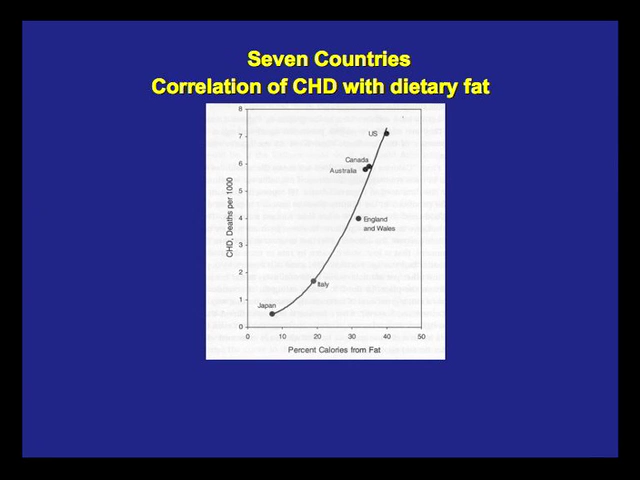 Seven Countries
Correlation of CHD with dietary fat
8
7
6
5
4
3
2
1
0
CHD, Deaths per 1000
US
Canada
Australia
England
and Wales
Italy
Japan
0 10 20 30 40 50
Percent Calories from Fat